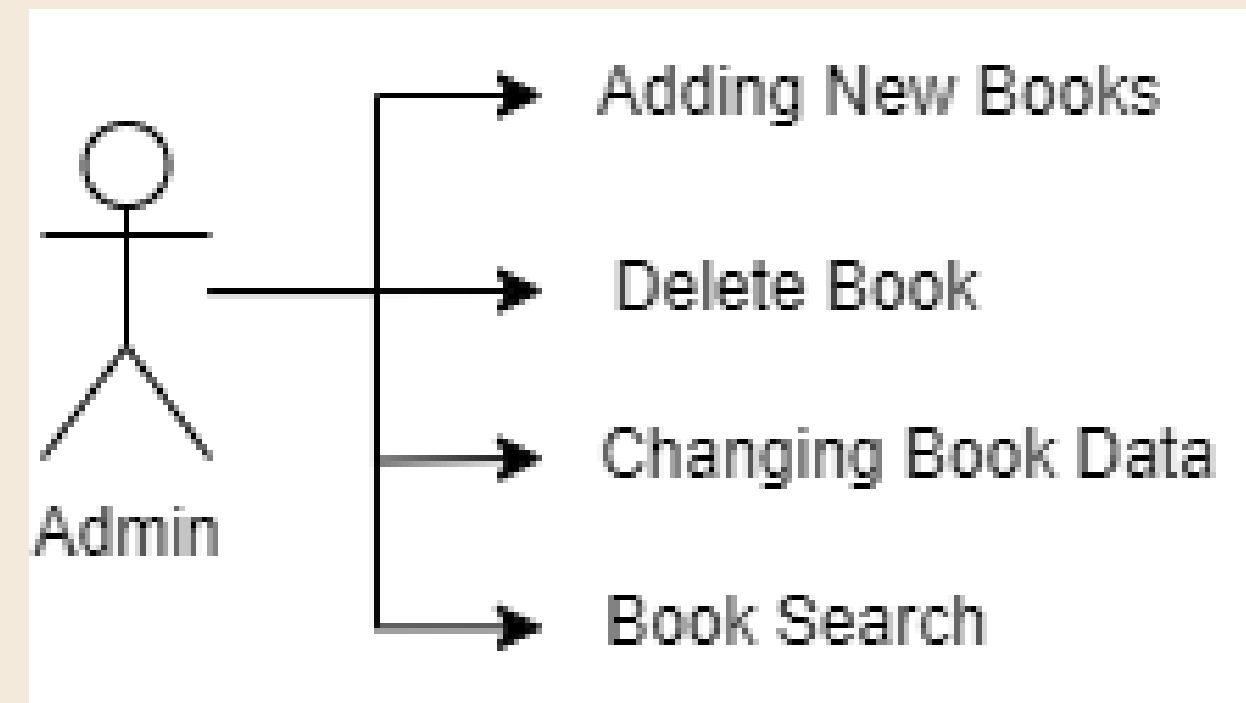 Adding New Books
Delete Book
Changing Book Data
Admin
Book Search